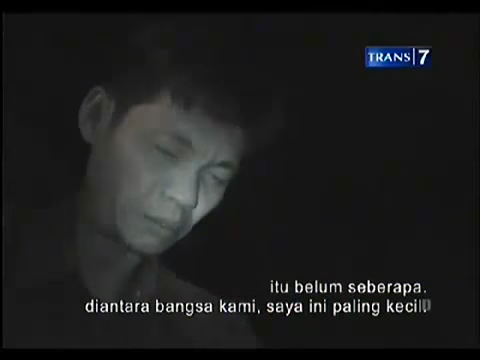 TRANS 7
itu belum seberapa.
diantara bangsa kami, saya ini paling kecil.